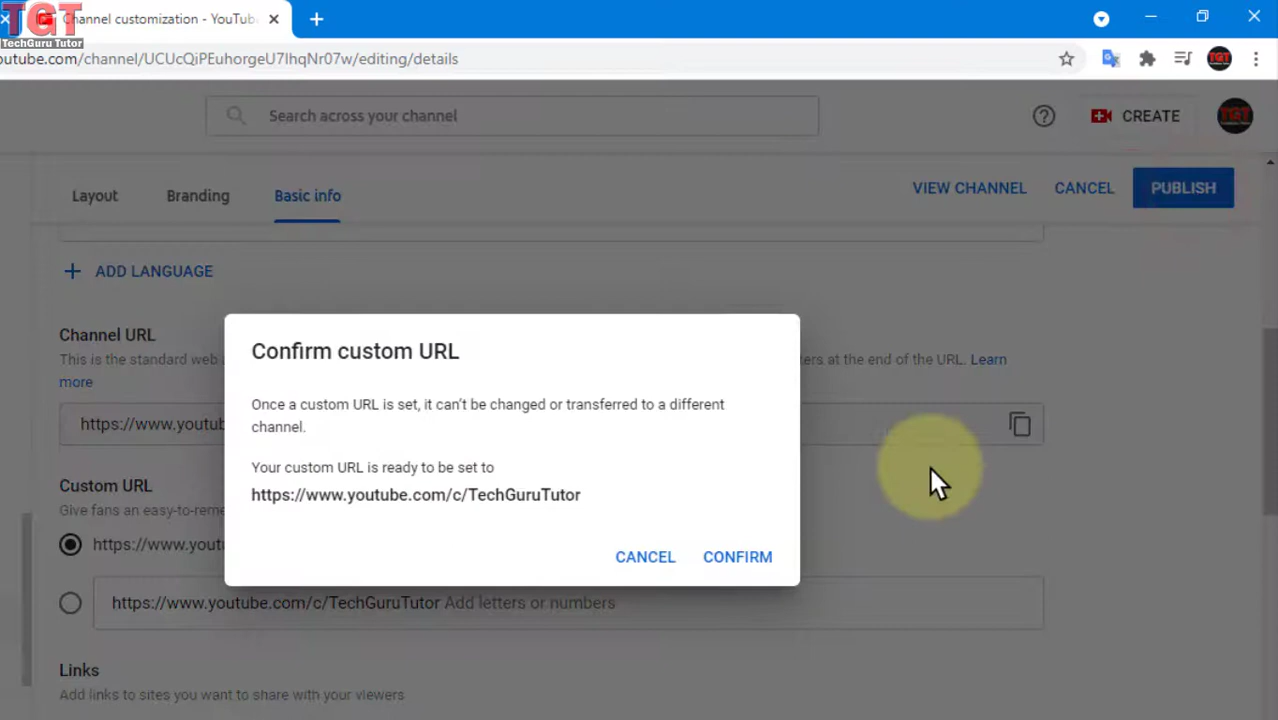 TGT
TechGuru Tutor
Channel customization - YouTub
outube.com/channel/UCUcQiPEuhorgeU7IhqNr07w/editing/details
Search across your channel
CREATE
Layout
Branding
Basic info
VIEW CHANNEL
CANCEL
PUBLISH
ADD LANGUAGE
Channel URL
This is the standard web
ters at the end of the URL. Learn
more
https://www.youtub
Confirm custom URL
Once a custom URL is set, it can't be changed or transferred to a different
channel.
Your custom URL is ready to be set to
https://www.youtube.com/c/TechGuruTutor
CANCEL
CONFIRM
Custom URL
Give fans an easy-to-reme
https://www.yout
https://www.youtube.com/c/TechGuruTutor Add letters or numbers
Links
Add links to sites you want to share with your viewers